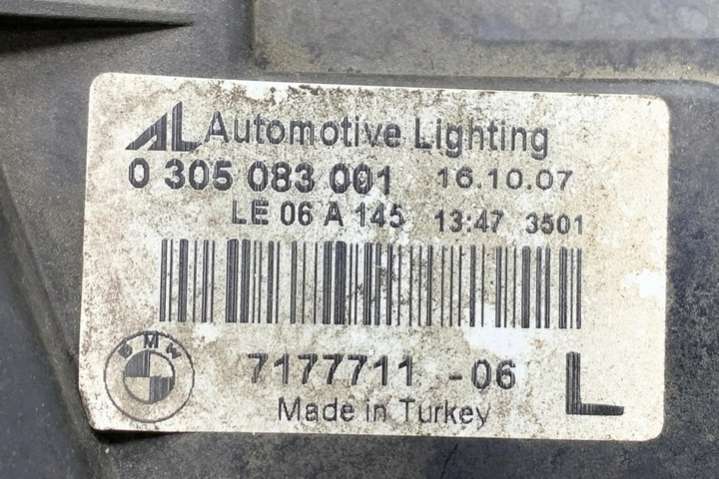 AL Automotive Lighting
0 305 083 001 16.10.07
LE 06 A 145 13:47 3501
BMW
7177711 -06 L
Made in Turkey